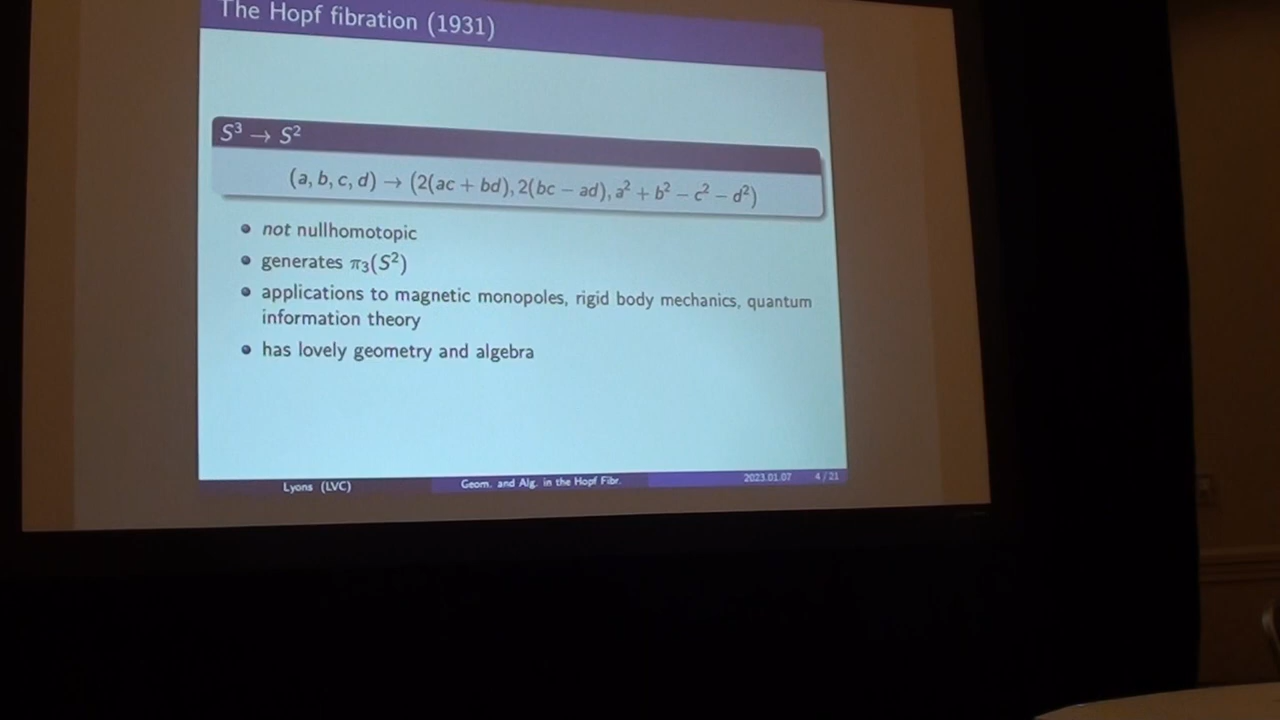 The Hopf fibration (1931)
S³ → S²
(a, b, c, d) → (2(ac + bd), 2(bc − ad), a² + b² − c² − d²)
• not nullhomotopic
• generates π₃(S²)
• applications to magnetic monopoles, rigid body mechanics, quantum
information theory
• has lovely geometry and algebra
Lyons (LVC) Geom. and Alg. in the Hopf Fibr. 2023.01.07 4 / 21